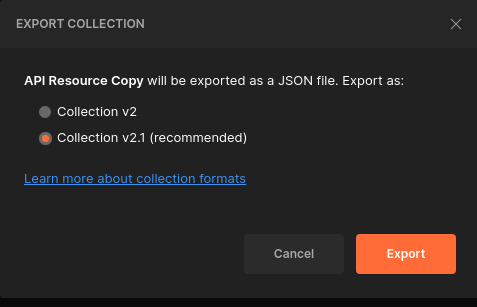 EXPORT COLLECTION
API Resource Copy will be exported as a JSON file. Export as:
Collection v2
Collection v2.1 (recommended)
Learn more about collection formats
Cancel
Export